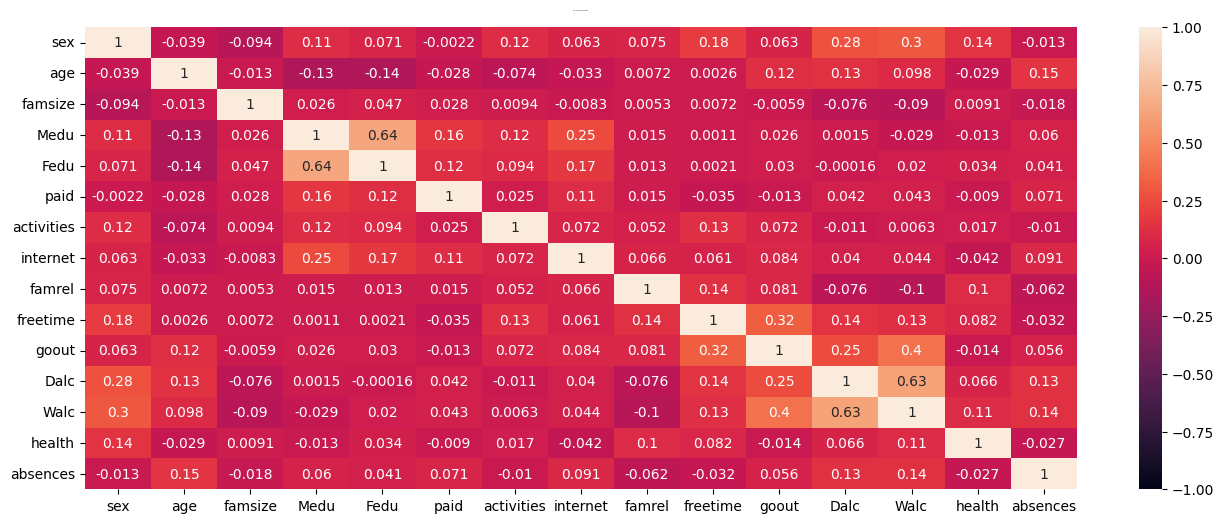 sex 1 -0.039 -0.094 0.11 0.071 -0.0022 0.12 0.063 0.075 0.18 0.063 0.28 0.3 0.14 -0.013
age -0.039 1 -0.013 -0.13 -0.14 -0.028 -0.074 -0.033 0.0072 0.0026 0.12 0.13 0.098 -0.029 0.15
famsize -0.094 -0.013 1 0.026 0.047 0.028 0.0094 -0.0083 0.0053 0.0072 -0.0059 -0.076 -0.09 0.0091 -0.018
Medu 0.11 -0.13 0.026 1 0.64 0.16 0.12 0.25 0.015 0.0011 0.026 0.0015 -0.029 -0.013 0.06
Fedu 0.071 -0.14 0.047 0.64 1 0.12 0.094 0.17 0.013 0.0021 0.03 -0.00016 0.02 0.034 0.041
paid -0.0022 -0.028 0.028 0.16 0.12 1 0.025 0.11 0.015 -0.035 -0.013 0.042 0.043 -0.009 0.071
activities 0.12 -0.074 0.0094 0.12 0.094 0.025 1 0.072 0.052 0.13 0.072 -0.011 0.0063 0.017 -0.01
internet 0.063 -0.033 -0.0083 0.25 0.17 0.11 0.072 1 0.066 0.061 0.084 0.04 0.044 -0.042 0.091
famrel 0.075 0.0072 0.0053 0.015 0.013 0.015 0.052 0.066 1 0.14 0.081 -0.076 -0.1 0.1 -0.062
freetime 0.18 0.0026 0.0072 0.0011 0.0021 -0.035 0.13 0.061 0.14 1 0.32 0.14 0.13 0.082 -0.032
goout 0.063 0.12 -0.0059 0.026 0.03 -0.013 0.072 0.084 0.081 0.32 1 0.25 0.4 -0.014 0.056
Dalc 0.28 0.13 -0.076 0.0015 -0.00016 0.042 -0.011 0.04 -0.076 0.14 0.25 1 0.63 0.066 0.13
Walc 0.3 0.098 -0.09 -0.029 0.02 0.043 0.0063 0.044 -0.1 0.13 0.4 0.63 1 0.11 0.14
health 0.14 -0.029 0.0091 -0.013 0.034 -0.009 0.017 -0.042 0.1 0.082 -0.014 0.066 0.11 1 -0.027
absences -0.013 0.15 -0.018 0.06 0.041 0.071 -0.01 0.091 -0.062 -0.032 0.056 0.13 0.14 -0.027 1
sex age famsize Medu Fedu paid activities internet famrel freetime goout Dalc Walc health absences
1.00
0.75
0.50
0.25
0.00
−0.25
−0.50
−0.75
−1.00